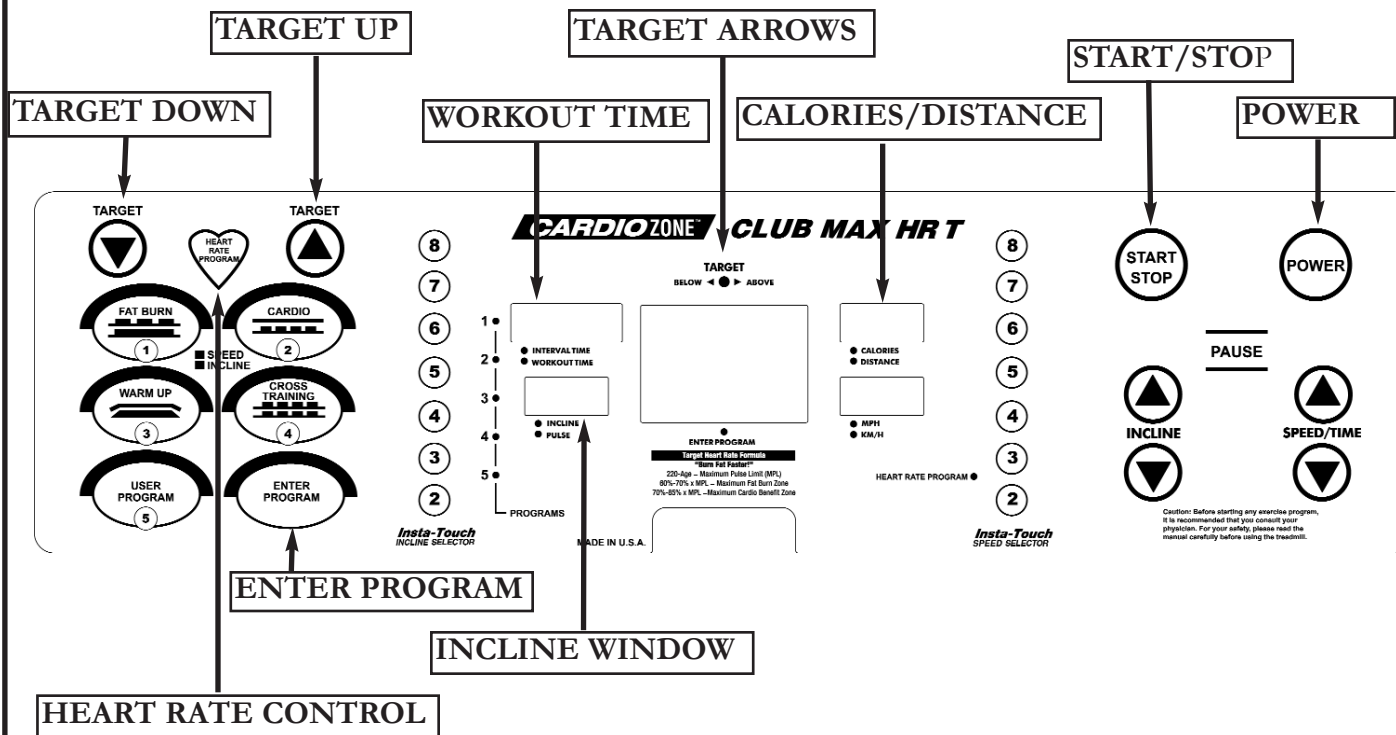 TARGET UP
TARGET ARROWS
START/STOP
TARGET DOWN
WORKOUT TIME
CALORIES/DISTANCE
POWER
TARGET
HEART
RATE
PROGRAM
TARGET
FAT BURN
1
CARDIO
2
SPEED
INCLINE
WARM UP
3
CROSS
TRAINING
4
USER
PROGRAM
5
ENTER
PROGRAM
8
7
6
5
4
3
2
Insta-Touch
INCLINE SELECTOR
CARDIO ZONE™ CLUB MAX HR T
TARGET
BELOW ◄ ● ► ABOVE
1
2
3
4
5
PROGRAMS
INTERVAL TIME
WORKOUT TIME
INCLINE
PULSE
CALORIES
DISTANCE
MPH
KM/H
ENTER PROGRAM
Target Heart Rate Formula
"Burn Fat Faster!"
220-Age – Maximum Pulse Limit (MPL)
60%-70% x MPL – Maximum Fat Burn Zone
70%-85% x MPL –Maximum Cardio Benefit Zone
HEART RATE PROGRAM
MADE IN U.S.A.
8
7
6
5
4
3
2
Insta-Touch
SPEED SELECTOR
START
STOP
POWER
PAUSE
INCLINE
SPEED/TIME
Caution: Before starting any exercise program,
it is recommended that you consult your
physician. For your safety, please read the
manual carefully before using the treadmill.
ENTER PROGRAM
INCLINE WINDOW
HEART RATE CONTROL